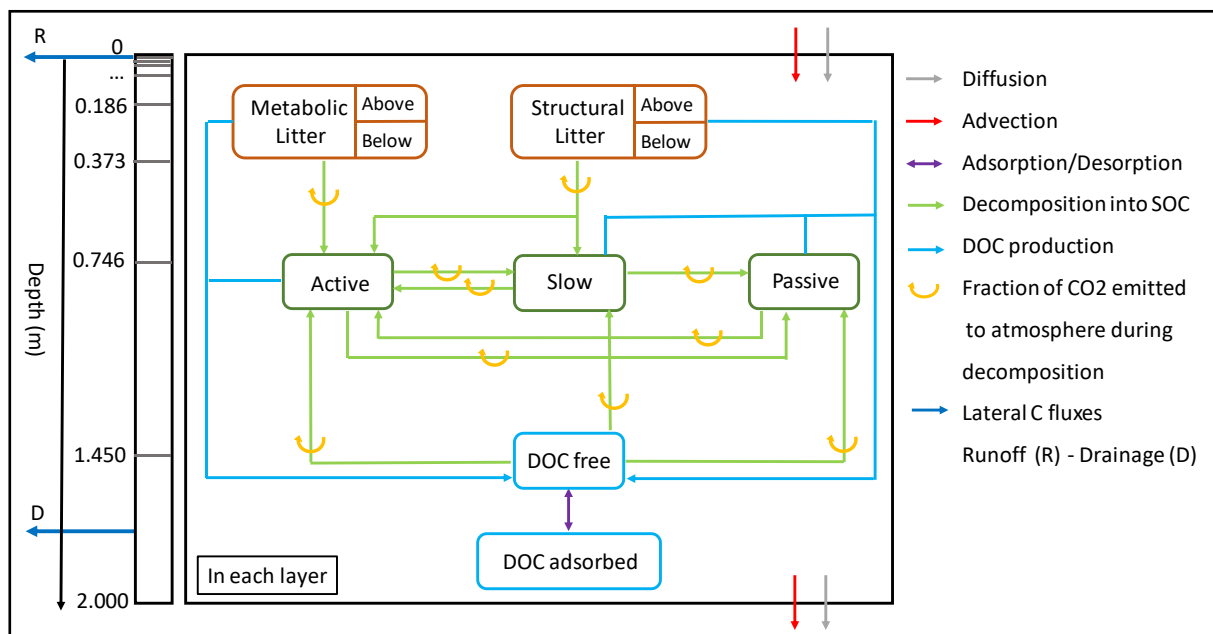 R
0
...
0.186
0.373
0.746
1.450
D
2.000
Depth (m)
Metabolic
Litter
Above
Below
Structural
Litter
Above
Below
Active
Slow
Passive
DOC free
DOC adsorbed
In each layer
Diffusion
Advection
Adsorption/Desorption
Decomposition into SOC
DOC production
Fraction of CO2 emitted
to atmosphere during
decomposition
Lateral C fluxes
Runoff (R) - Drainage (D)